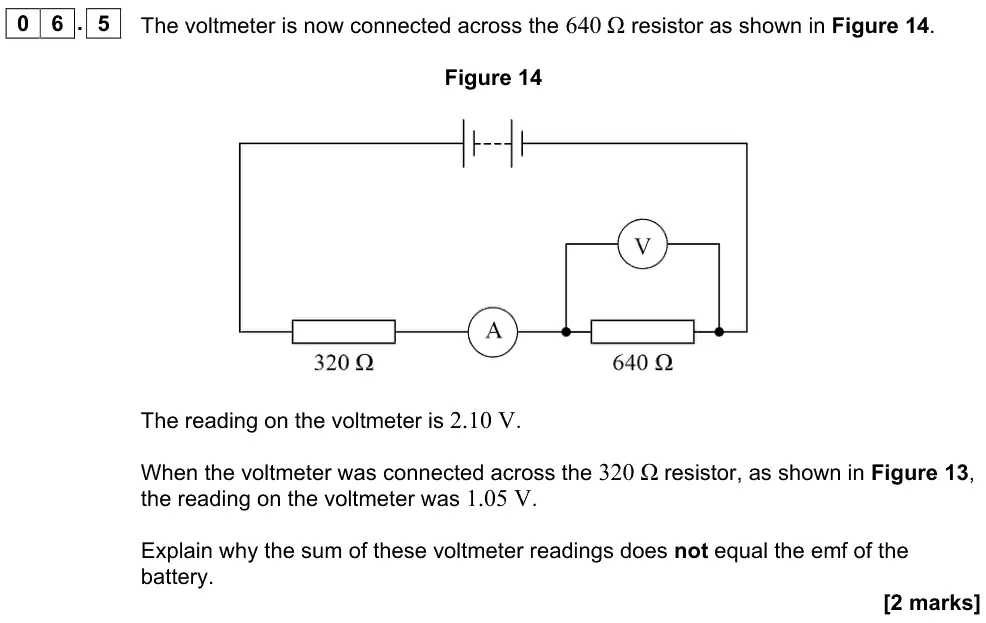 0 6 . 5 The voltmeter is now connected across the 640 Ω resistor as shown in Figure 14.
Figure 14
V
A
320 Ω
640 Ω
The reading on the voltmeter is 2.10 V.
When the voltmeter was connected across the 320 Ω resistor, as shown in Figure 13,
the reading on the voltmeter was 1.05 V.
Explain why the sum of these voltmeter readings does not equal the emf of the
battery.
[2 marks]